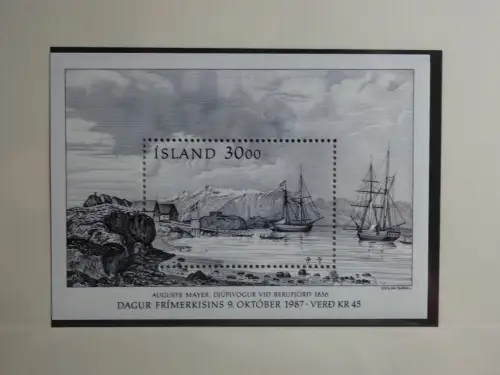 ÍSLAND 3000
AUGUSTE MAYER, DJÚPIVOGUR VIÐ BERUFJÖRÐ 1836
DAGUR FRÍMERKISINS 9. OKTÓBER 1987 · VERÐ KR 45